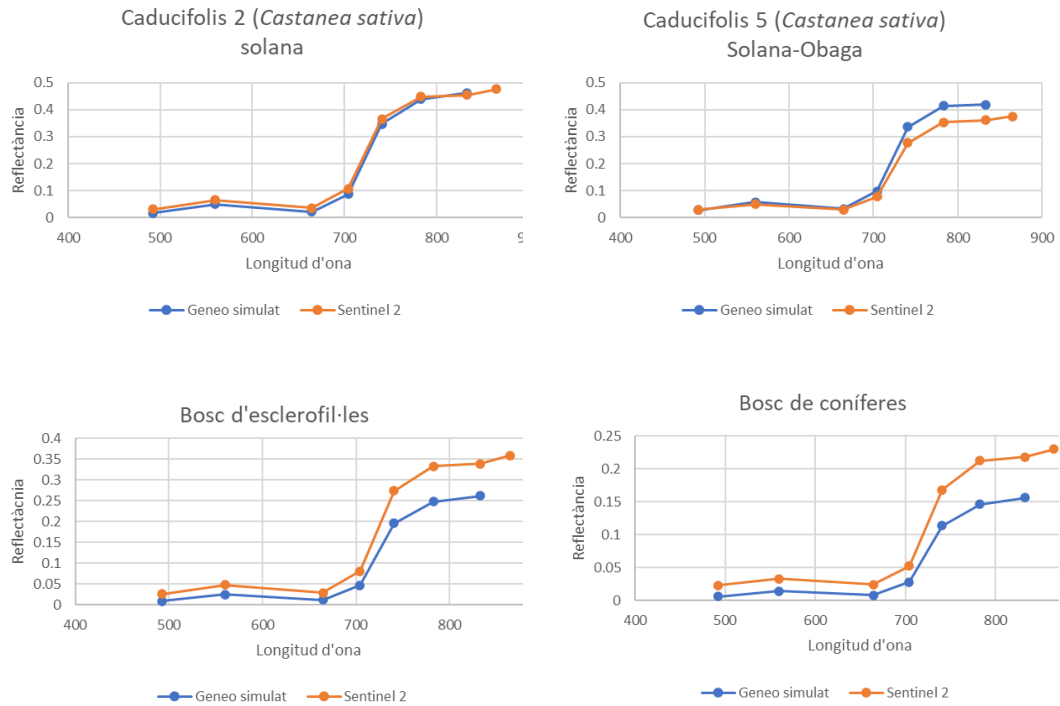 Caducifolis 2 (Castanea sativa)
solana
Reflectància
0.5
0.4
0.3
0.2
0.1
0
400
500
600
700
800
9
Longitud d'ona
Geneo simulat
Sentinel 2
Caducifolis 5 (Castanea sativa)
Solana-Obaga
Reflectància
0.5
0.4
0.3
0.2
0.1
0
400
500
600
700
800
900
Longitud d'ona
Geneo simulat
Sentinel 2
Bosc d'esclerofil·les
Reflectàcnia
0.4
0.35
0.3
0.25
0.2
0.1
0.1
0.05
0
400
500
600
700
800
Longitud d'ona
Geneo simulat
Sentinel 2
Bosc de coníferes
Reflectància
0.25
0.2
0.15
0.1
0.05
0
400
500
600
700
800
Longitud d'ona
Geneo simulat
Sentinel 2